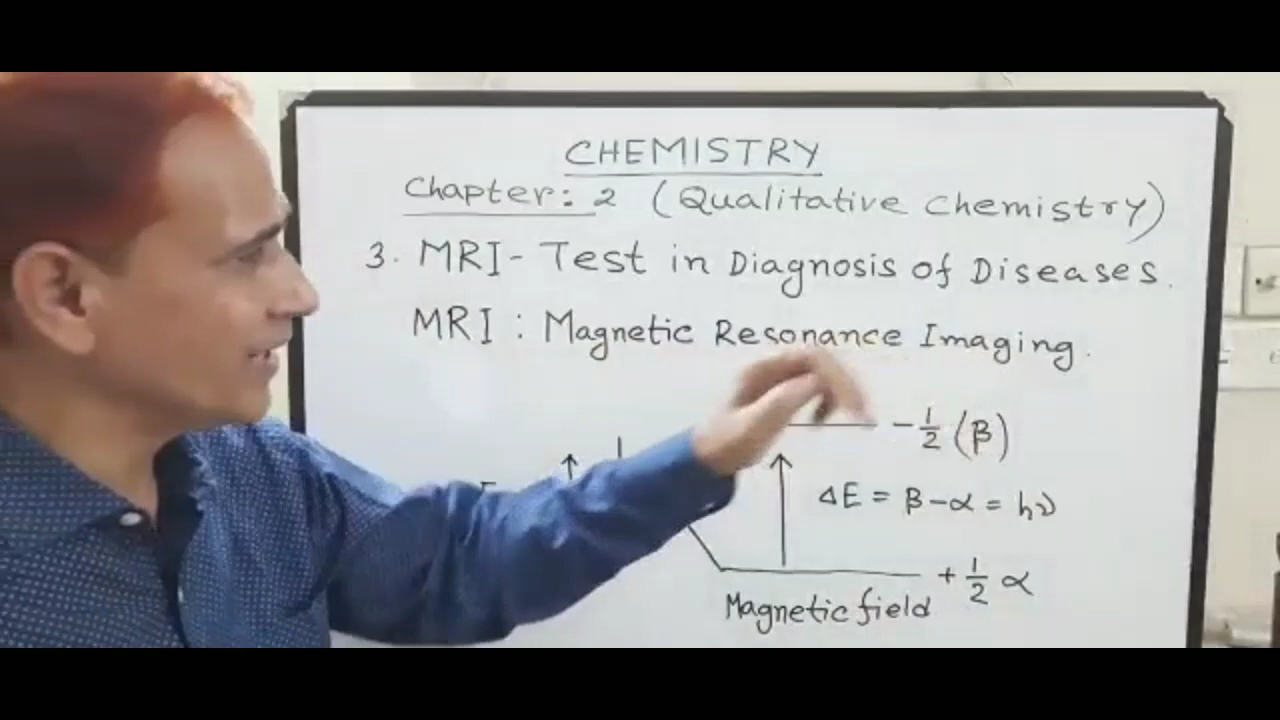 CHEMISTRY
Chapter: 2 (Qualitative Chemistry)
3. MRI - Test in Diagnosis of Diseases.
MRI : Magnetic Resonance Imaging.
- 1/2 (β)
ΔE = β - α = hν
+ 1/2 α
Magnetic field